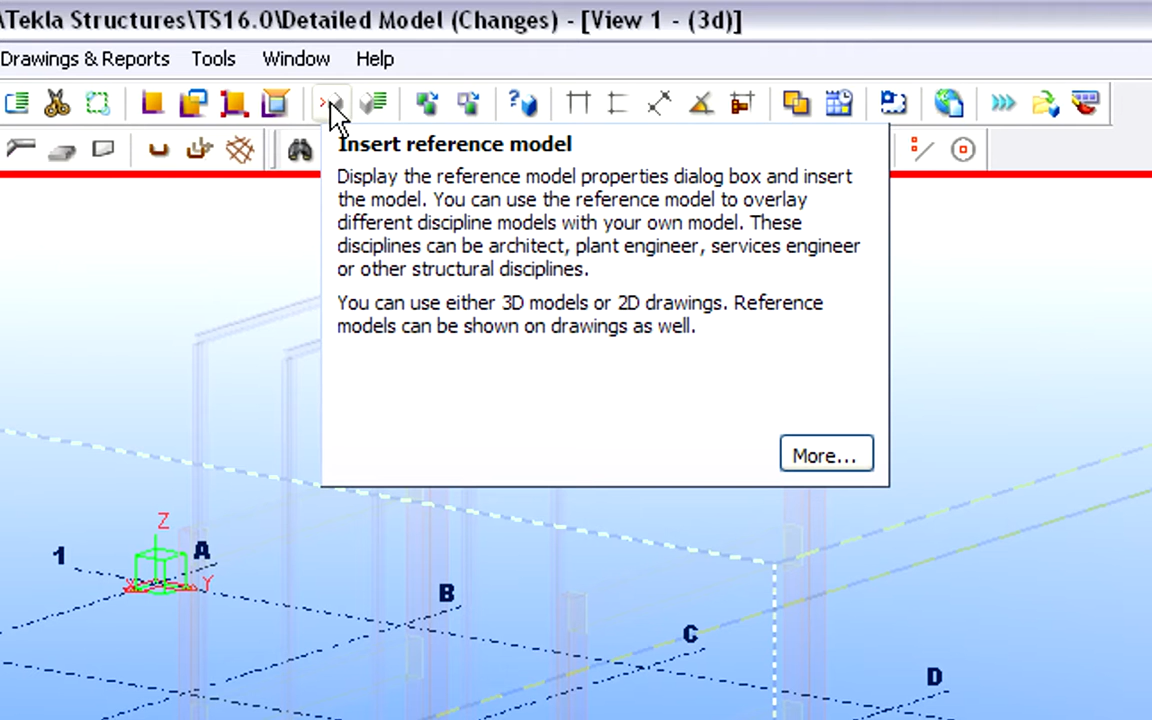 \Tekla Structures\TS16.0\Detailed Model (Changes) - [View 1 - (3d)]
Drawings & Reports Tools Window Help
Insert reference model
Display the reference model properties dialog box and insert
the model. You can use the reference model to overlay
different discipline models with your own model. These
disciplines can be architect, plant engineer, services engineer
or other structural disciplines.
You can use either 3D models or 2D drawings. Reference
models can be shown on drawings as well.
More...
Z
1
A
X
Y
B
C
D